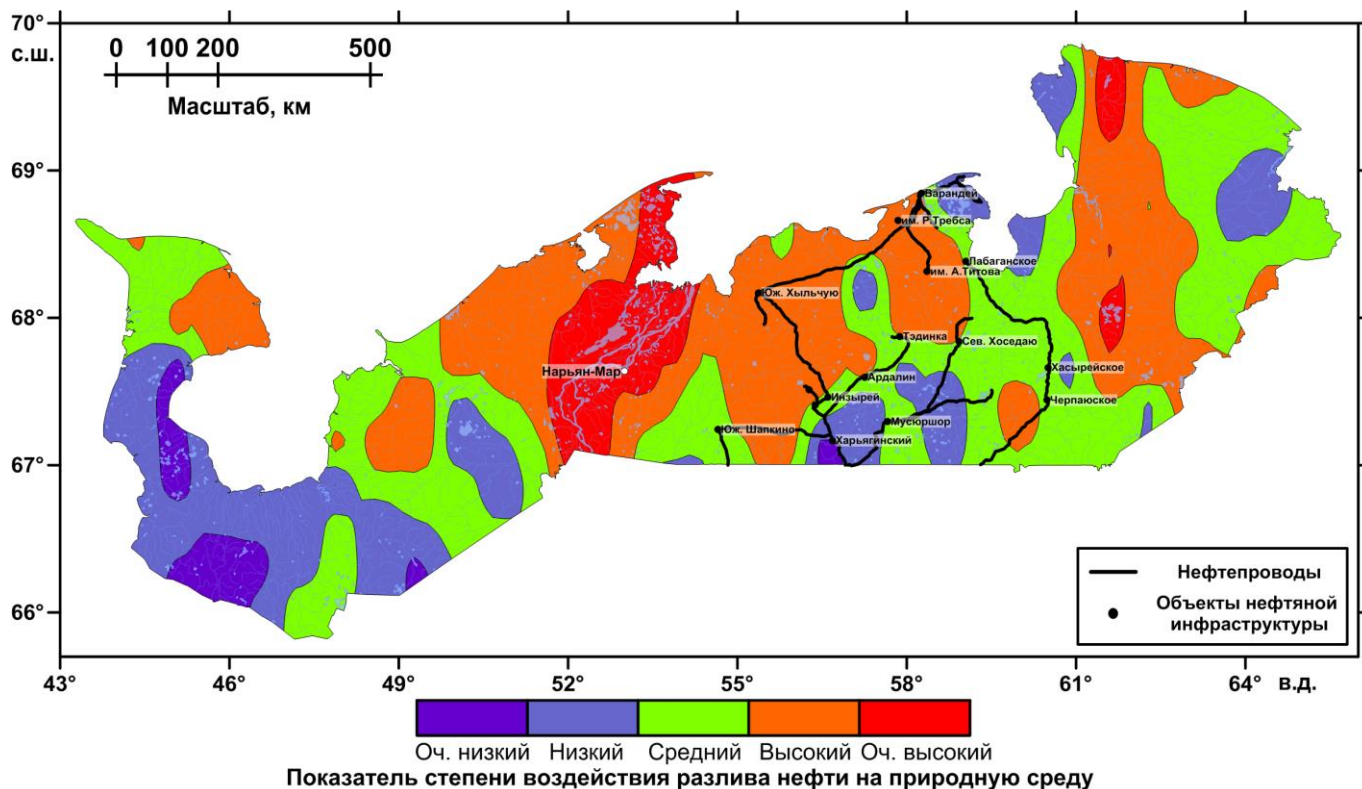 70°
с.ш.
0 100 200 500
Масштаб, км
69°
68°
67°
66°
Варандей
им. Р.Требса
Лабаганское
им. А.Титова
Юж. Хыльчую
Тэдинка
Сев. Хоседаю
Нарьян-Мар
Хасырейское
Ардалин
Инзырей
Черпаюское
Юж. Шапкино
Мусюршор
Харьягинский
Нефтепроводы
Объекты нефтяной
инфраструктуры
43° 46° 49° 52° 55° 58° 61° 64° в.д.
Оч. низкий Низкий Средний Высокий Оч. высокий
Показатель степени воздействия разлива нефти на природную среду